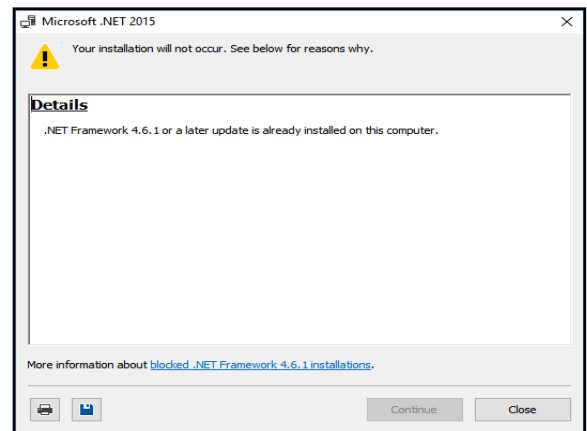 Microsoft .NET 2015
Your installation will not occur. See below for reasons why.
Details
.NET Framework 4.6.1 or a later update is already installed on this computer.
More information about blocked .NET Framework 4.6.1 installations.
Continue
Close